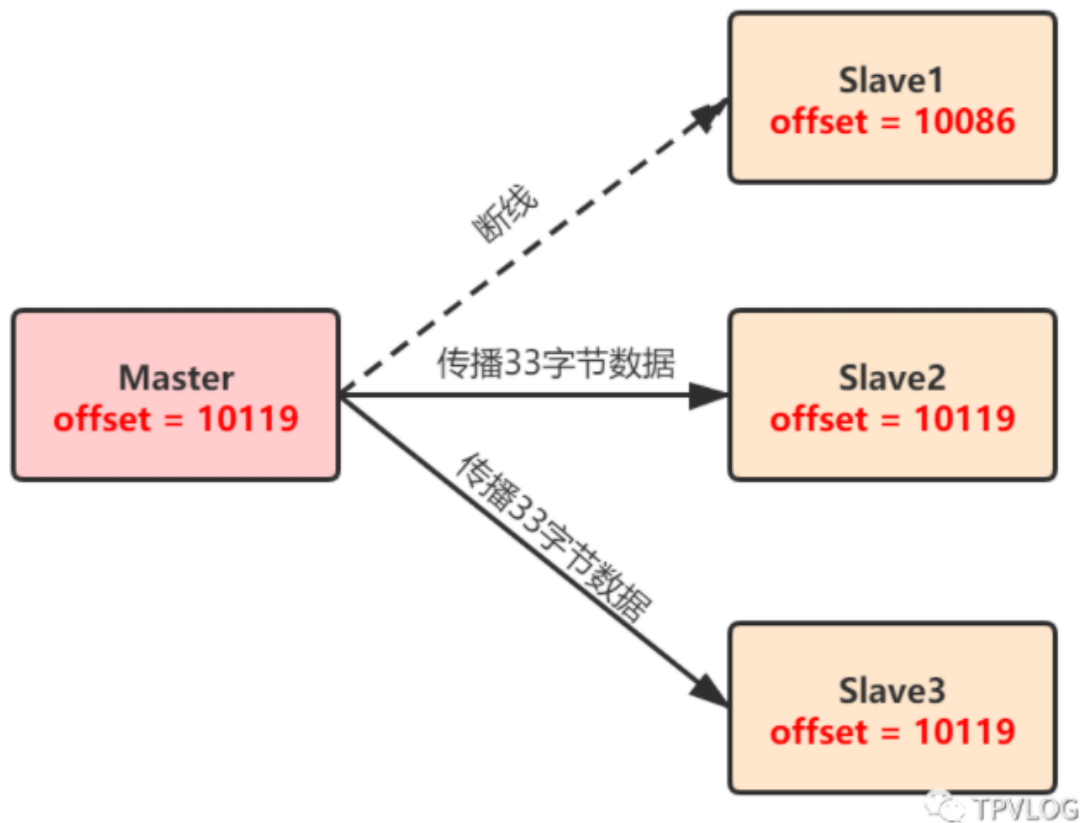 Slave1
offset = 10086
断线
Master
offset = 10119
传播33字节数据
Slave2
offset = 10119
传播33字节数据
Slave3
offset = 10119
TPVLOG